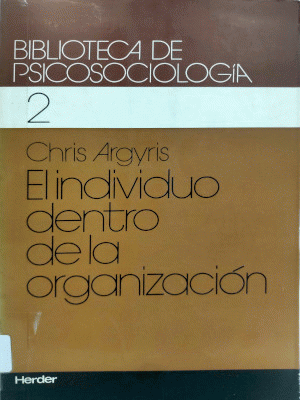 BIBLIOTECA DE
PSICOSOCIOLOGÍA
2
Chris Argyris
El individuo
dentro
de la
organización
Herder